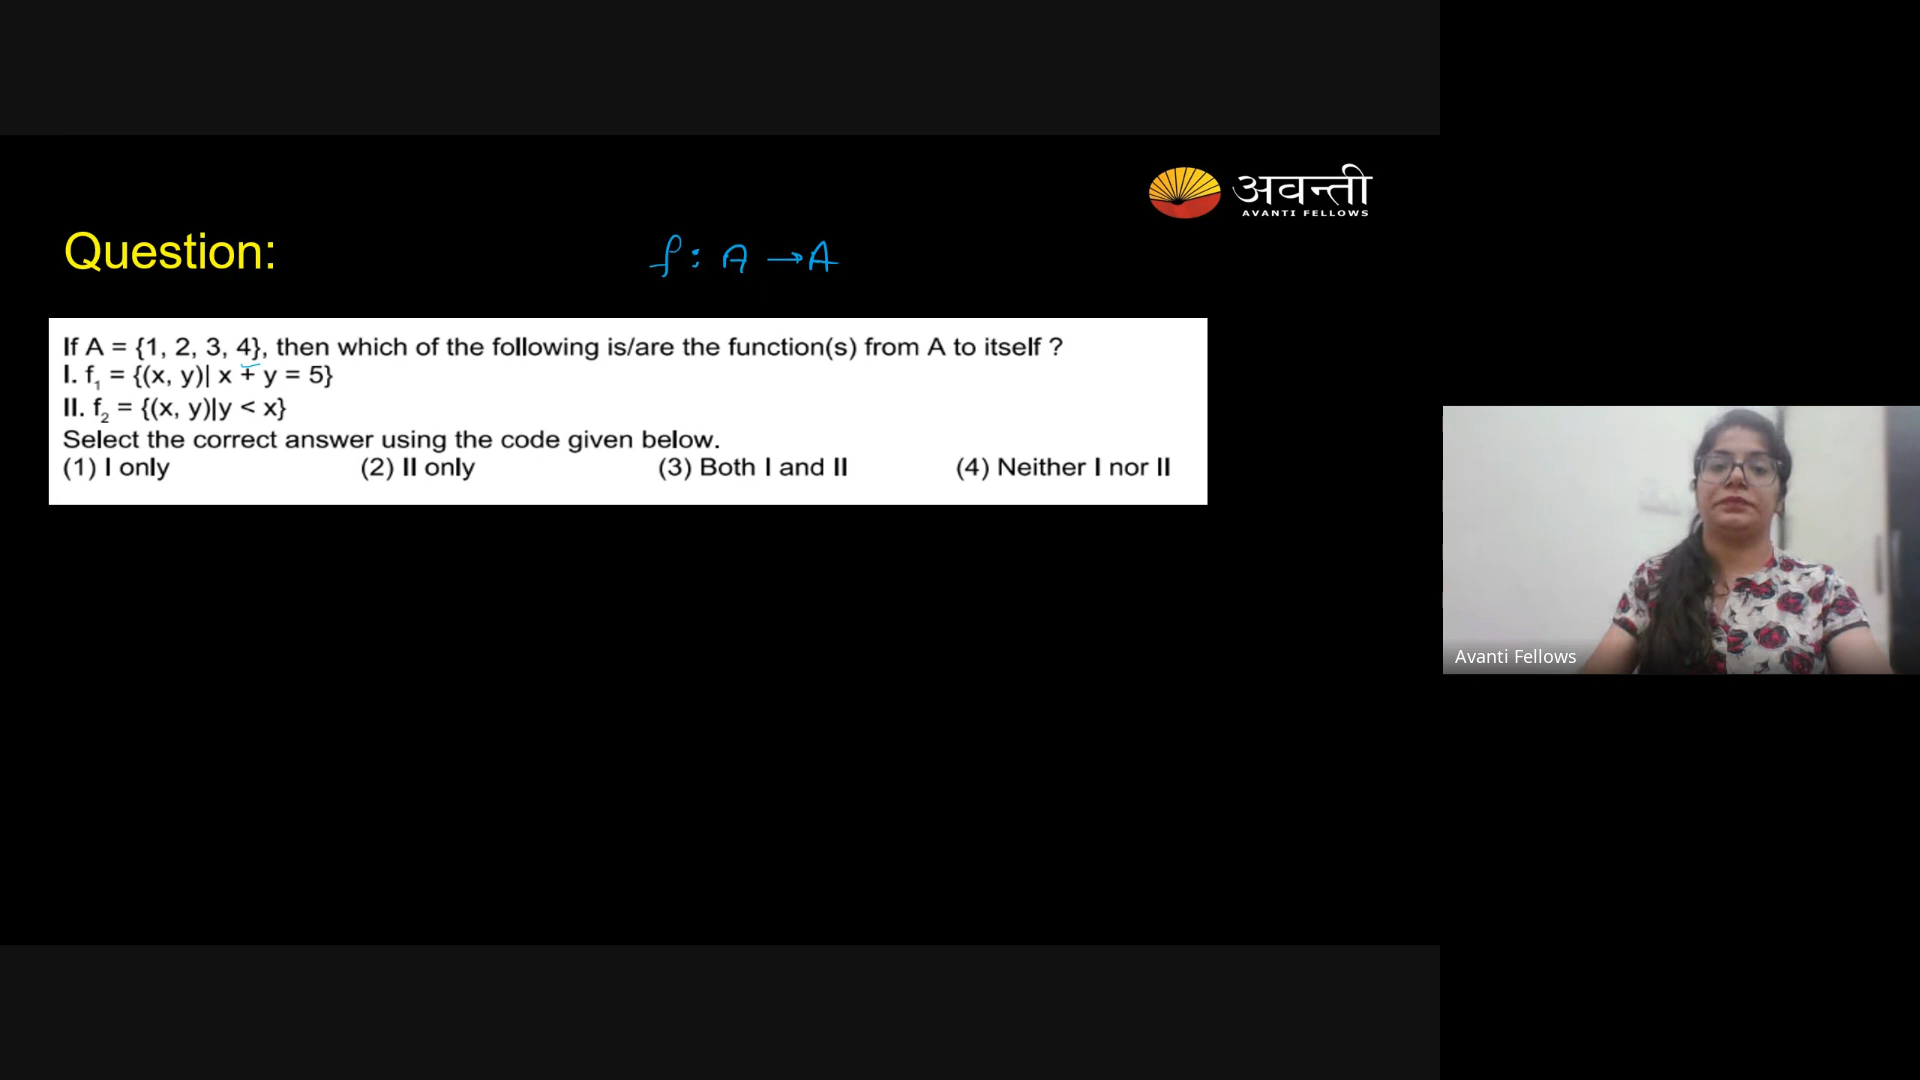 अवन्ती
AVANTI FELLOWS
Question:
f : A → A
If A = {1, 2, 3, 4}, then which of the following is/are the function(s) from A to itself ?
I. f₁ = {(x, y)| x + y = 5}
II. f₂ = {(x, y)|y < x}
Select the correct answer using the code given below.
(1) I only (2) II only (3) Both I and II (4) Neither I nor II
Avanti Fellows